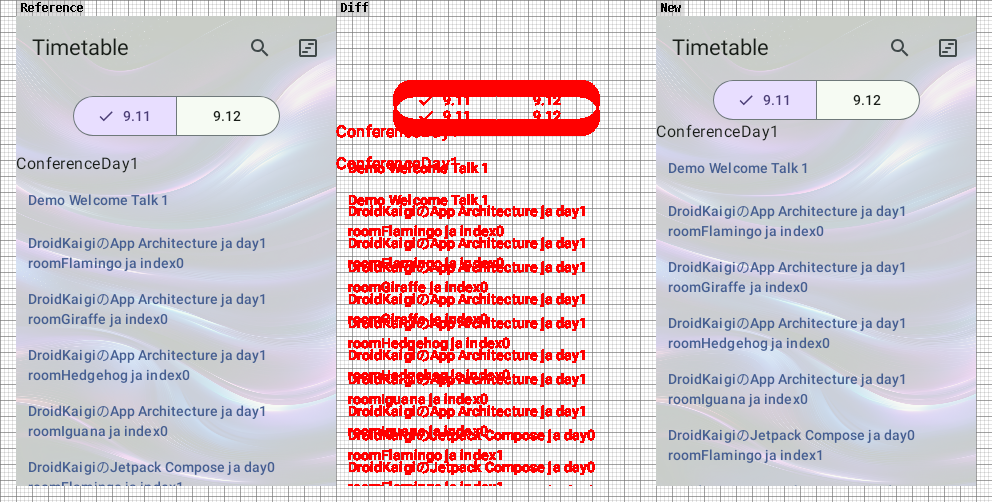 Reference
Timetable
9.11
9.12
ConferenceDay1
Demo Welcome Talk 1
DroidKaigiのApp Architecture ja day1
roomFlamingo ja index0
DroidKaigiのApp Architecture ja day1
roomGiraffe ja index0
DroidKaigiのApp Architecture ja day1
roomHedgehog ja index0
DroidKaigiのApp Architecture ja day1
roomIguana ja index0
DroidKaigiのJetpack Compose ja day0
roomFlamingo ja index1
Diff
9.11
9.12
9.11
9.12
ConferenceDay1
ConferenceDay1
Demo Welcome Talk 1
Demo Welcome Talk 1
DroidKaigiのApp Architecture ja day1
roomFlamingo ja index0
DroidKaigiのApp Architecture ja day1
roomFlamingo ja index0
DroidKaigiのApp Architecture ja day1
roomGiraffe ja index0
DroidKaigiのApp Architecture ja day1
roomGiraffe ja index0
DroidKaigiのApp Architecture ja day1
roomHedgehog ja index0
DroidKaigiのApp Architecture ja day1
roomHedgehog ja index0
DroidKaigiのApp Architecture ja day1
roomIguana ja index0
DroidKaigiのApp Architecture ja day1
roomIguana ja index0
DroidKaigiのJetpack Compose ja day0
roomFlamingo ja index1
DroidKaigiのJetpack Compose ja day0
roomFlamingo ja index1
New
Timetable
9.11
9.12
ConferenceDay1
Demo Welcome Talk 1
DroidKaigiのApp Architecture ja day1
roomFlamingo ja index0
DroidKaigiのApp Architecture ja day1
roomGiraffe ja index0
DroidKaigiのApp Architecture ja day1
roomHedgehog ja index0
DroidKaigiのApp Architecture ja day1
roomIguana ja index0
DroidKaigiのJetpack Compose ja day0
roomFlamingo ja index1